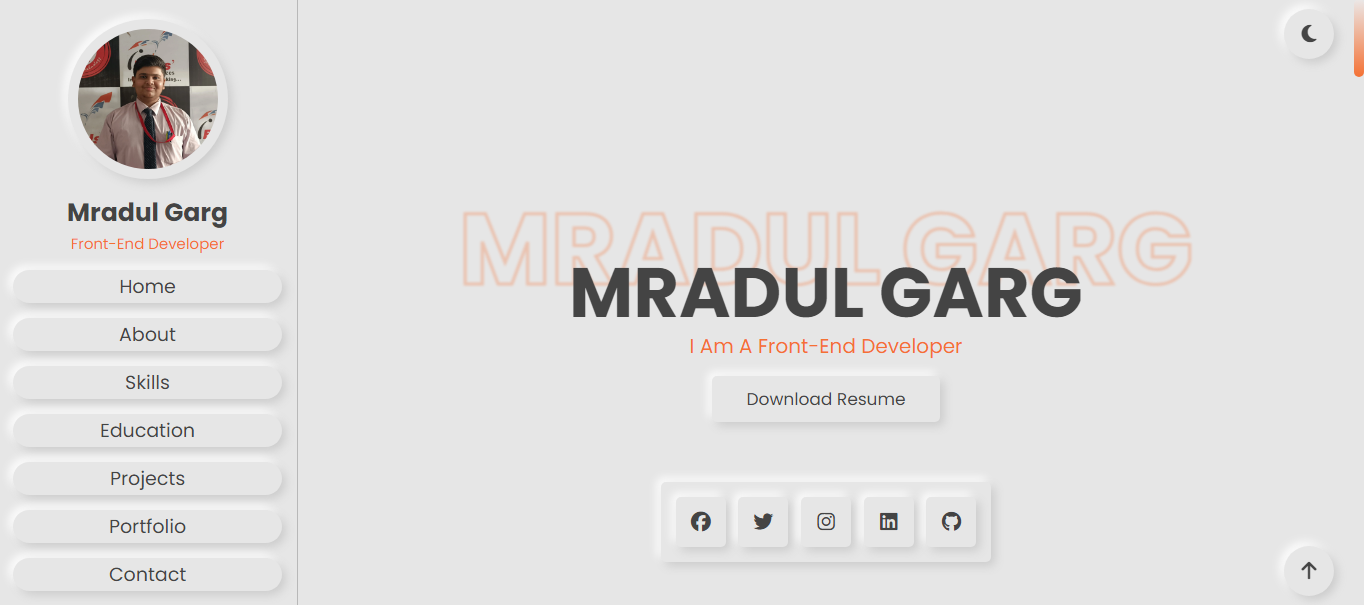 Mradul Garg
Front-End Developer
Home
About
Skills
Education
Projects
Portfolio
Contact
MRADUL GARG
MRADUL GARG
I Am A Front-End Developer
Download Resume